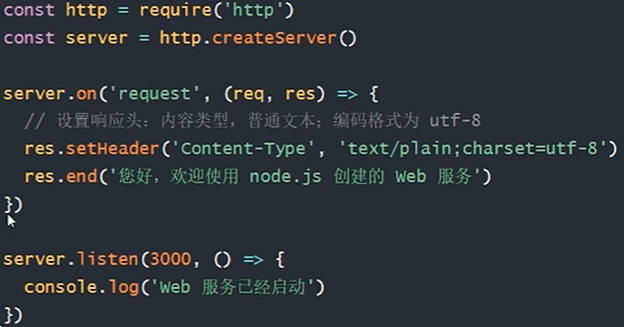 const http = require('http')
const server = http.createServer()
server.on('request', (req, res) => {
// 设置响应头：内容类型，普通文本；编码格式为 utf-8
res.setHeader('Content-Type', 'text/plain;charset=utf-8')
res.end('您好，欢迎使用 node.js 创建的 Web 服务')
})
server.listen(3000, () => {
console.log('Web 服务已经启动')
})